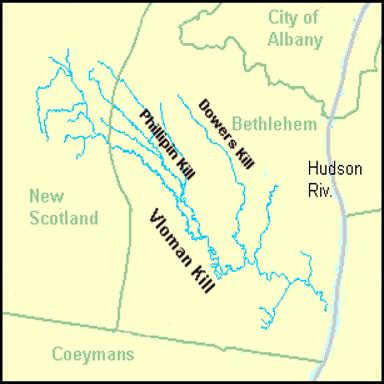 City of
Albany
Phillipin Kill
Dowers Kill
Bethlehem
Hudson
Riv.
New
Scotland
Vloman Kill
Coeymans